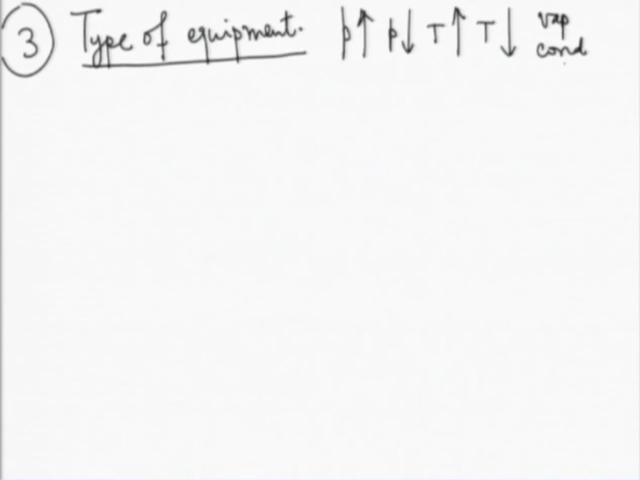 ③ Type of equipment. p↑ p↓ T↑ T↓ vap
cond